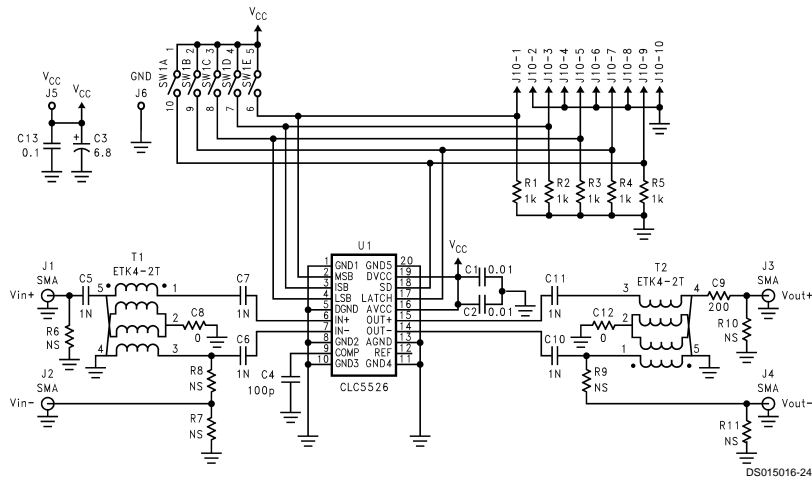 VCC
SW1A 1
SW1B 2
SW1C 3
SW1D 4
SW1E 5
10
9
8
7
6
J10-1
J10-2
J10-3
J10-4
J10-5
J10-6
J10-7
J10-8
J10-9
J10-10
VCC
J5
VCC
GND
J6
C13
0.1
+
C3
6.8
R1
1k
R2
1k
R3
1k
R4
1k
R5
1k
U1
1 GND1 GND5 20
2 MSB DVCC 19
3 ISB SD 18
4 LSB LATCH 17
5 DGND AVCC 16
6 IN+ OUT+ 15
7 IN- OUT- 14
8 GND2 AGND 13
9 COMP REF 12
10 GND3 GND4 11
CLC5526
VCC
C1 0.01
C2 0.01
J1
SMA
Vin+
C5
1N
R6
NS
T1
ETK4-2T
5
1
2
4
3
C8
0
C7
1N
C6
1N
C4
100p
J2
SMA
Vin-
R8
NS
R7
NS
C11
1N
C10
1N
C12
0
T2
ETK4-2T
3
4
2
1
5
C9
200
J3
SMA
Vout+
R10
NS
R9
NS
J4
SMA
Vout-
R11
NS
DS015016-24